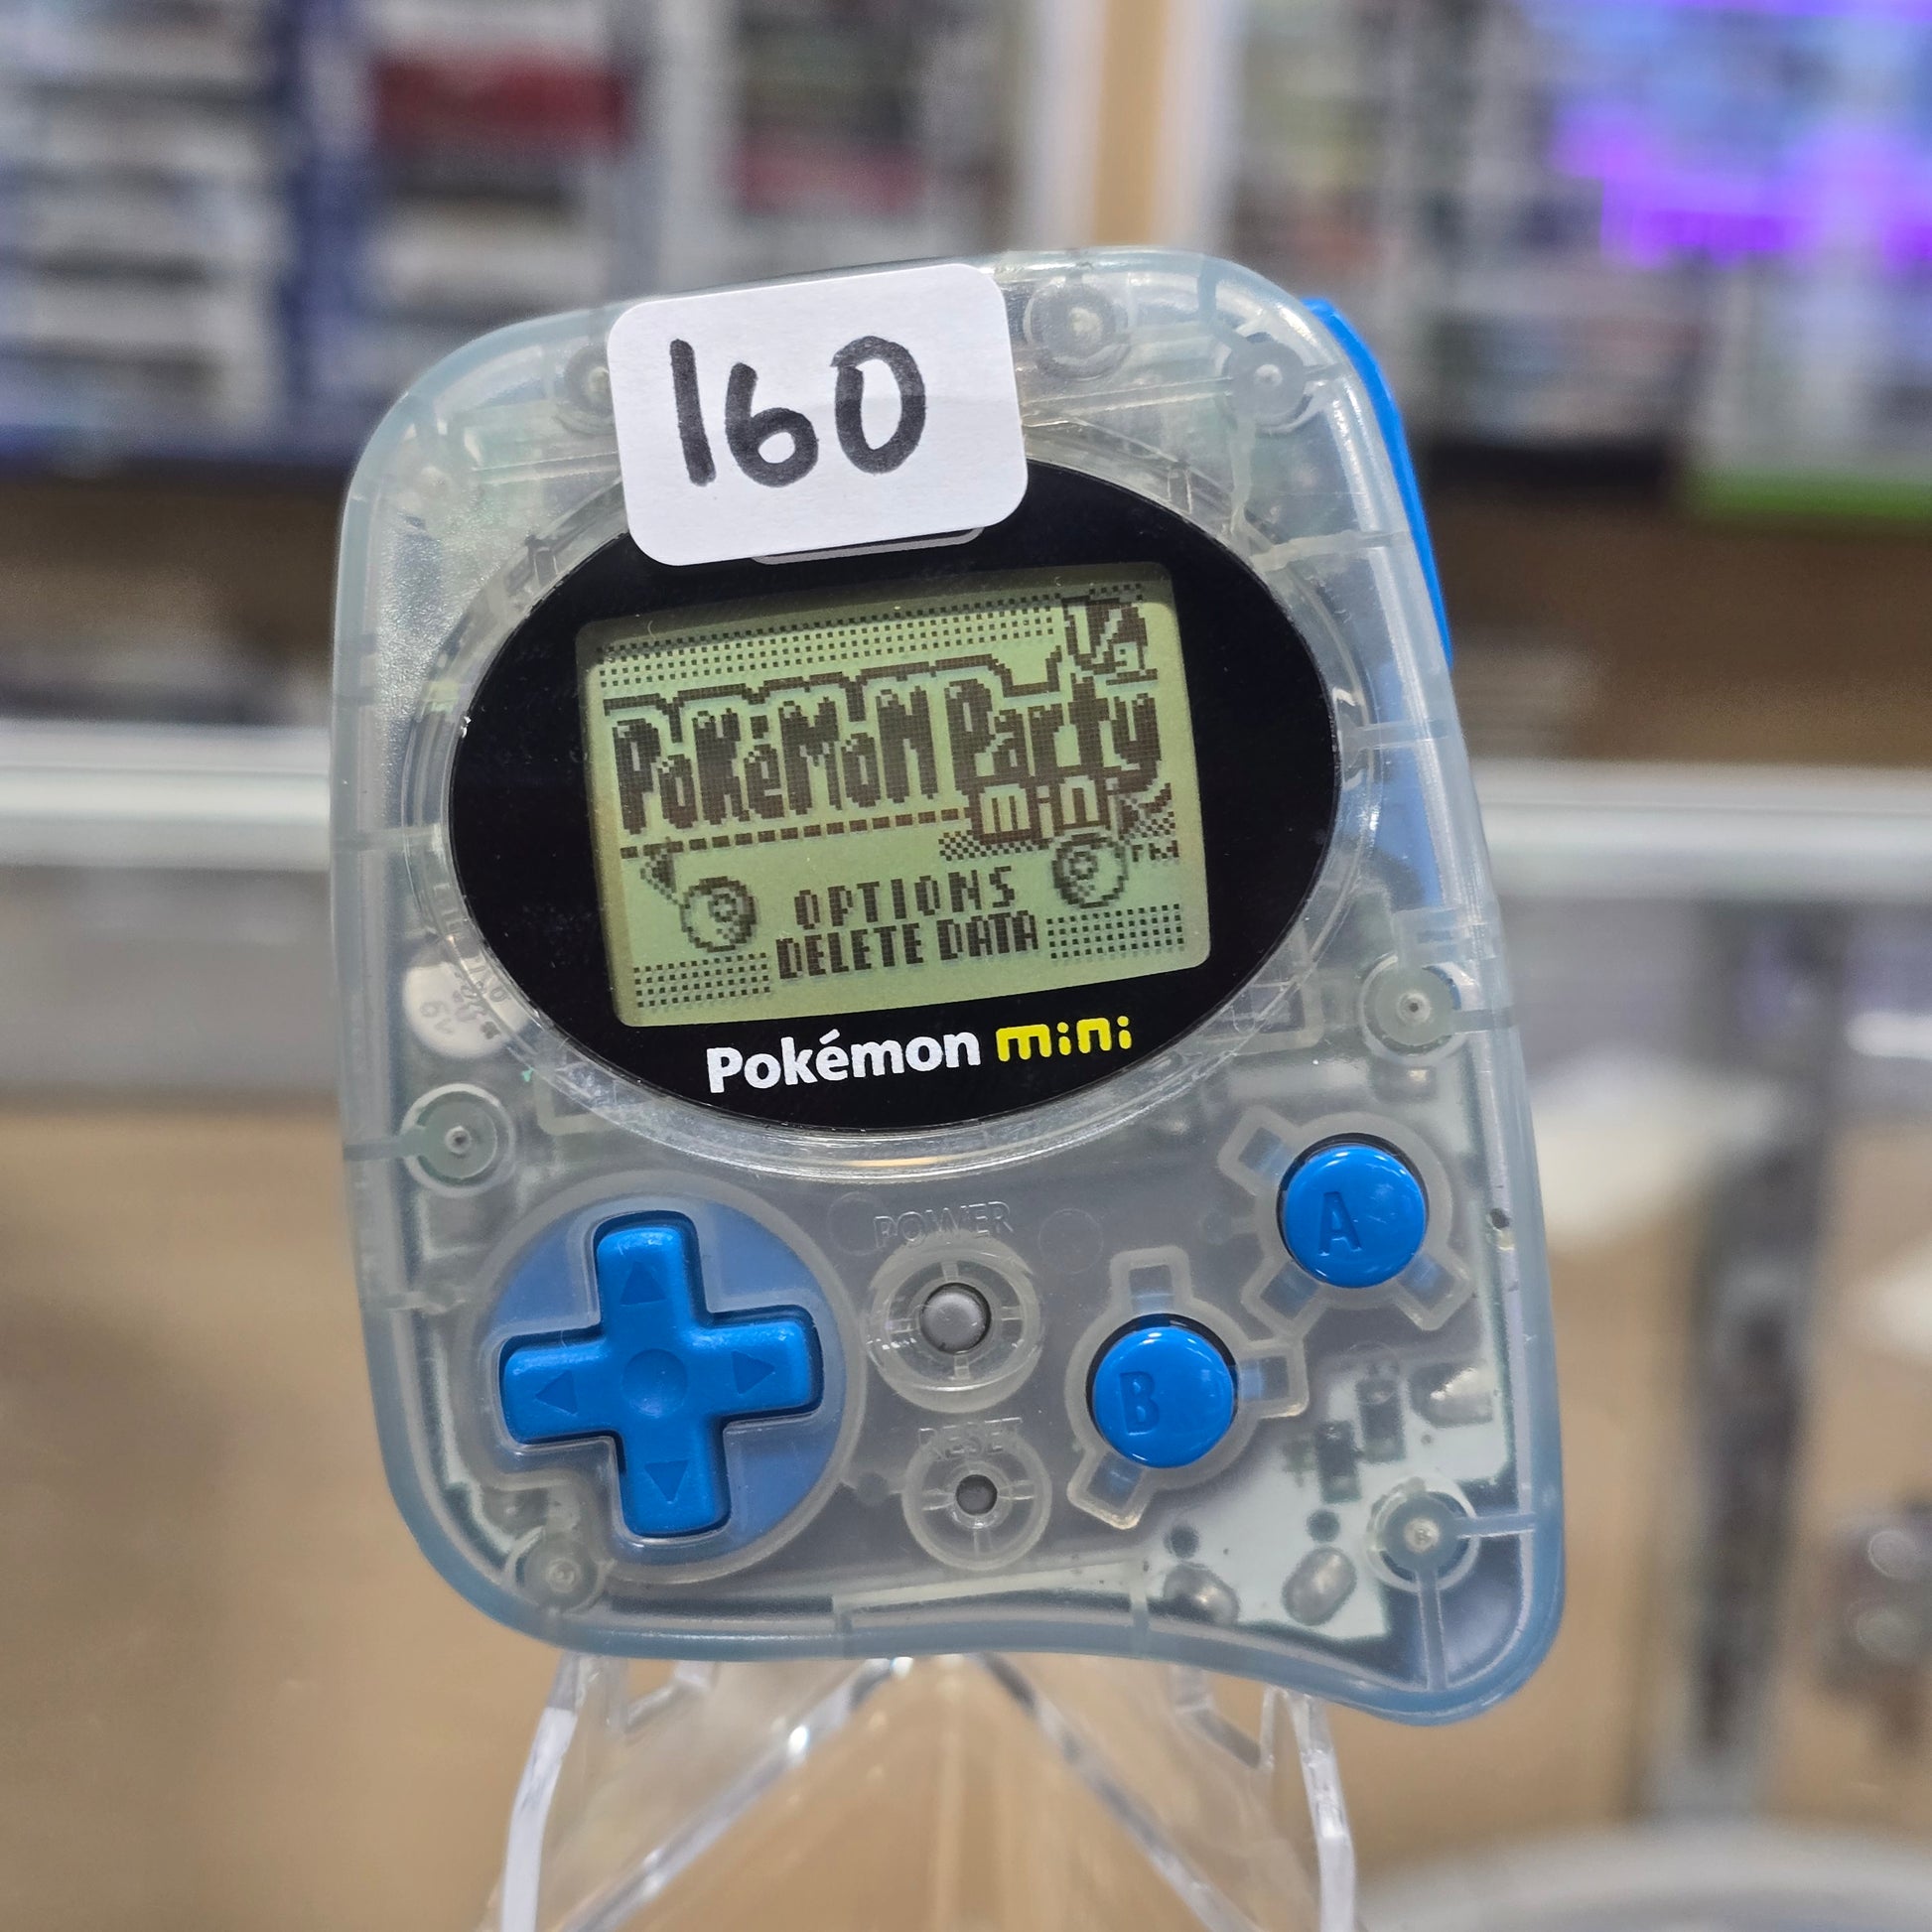 160
Pokémon Party
mini
TM
OPTIONS
DELETE DATA
Pokémon mini
POWER
A
B
RESET